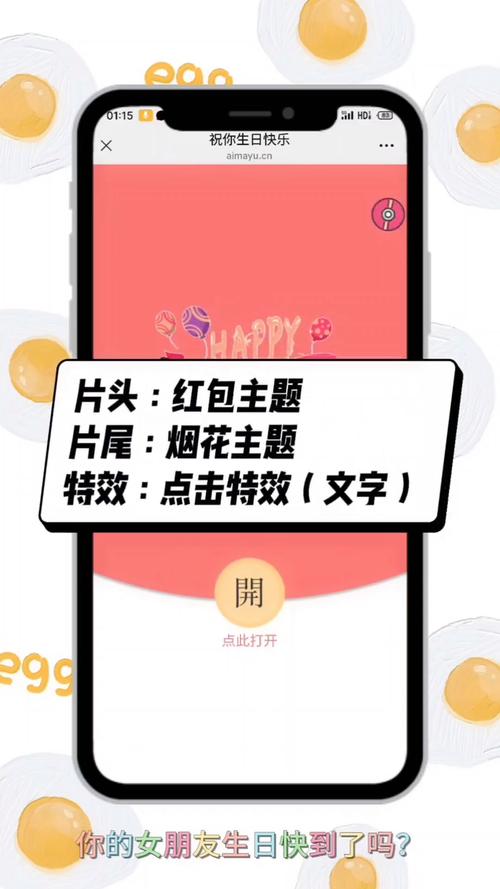 egg
01:15
HD
83
祝你生日快乐
aimayu.cn
HAPPY
片头：红包主题
片尾：烟花主题
特效：点击特效（文字）
開
点此打开
egg
你的女朋友生日快到了吗？